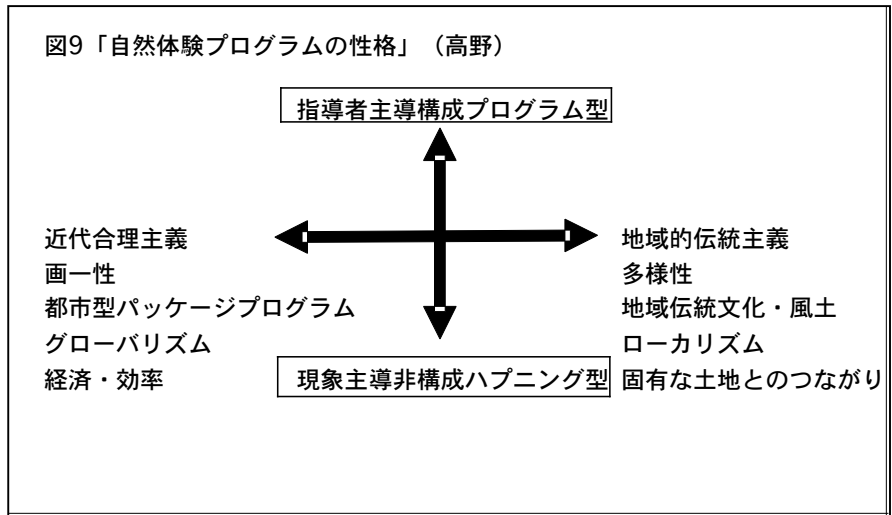 図9「自然体験プログラムの性格」（高野）
指導者主導構成プログラム型
近代合理主義
画一性
都市型パッケージプログラム
グローバリズム
経済・効率
地域的伝統主義
多様性
地域伝統文化・風土
ローカリズム
固有な土地とのつながり
現象主導非構成ハプニング型